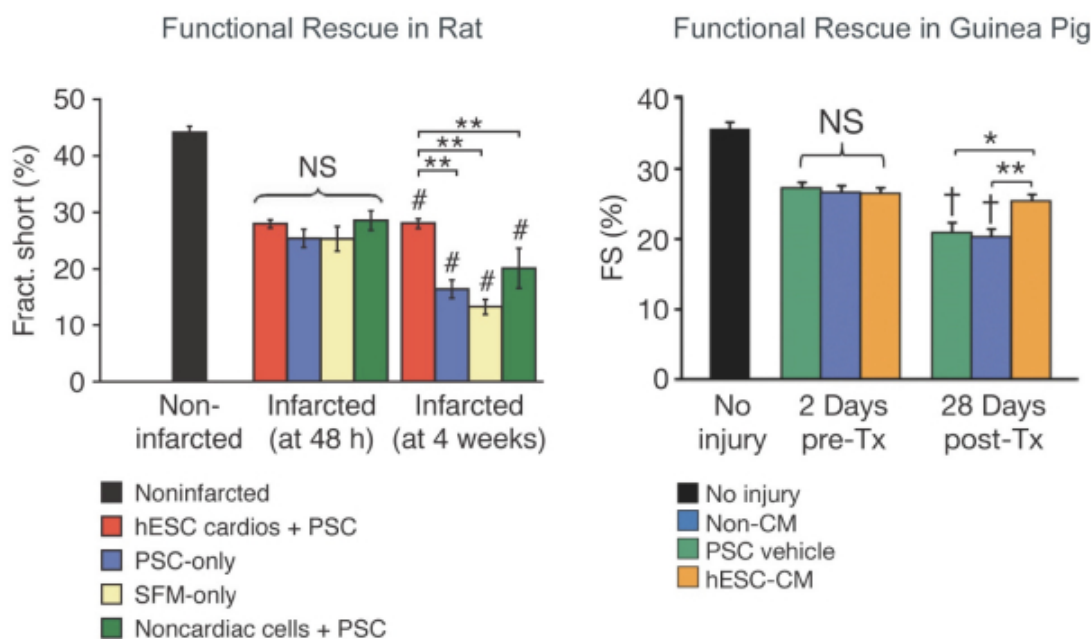 Functional Rescue in Rat
Fract. short (%)
50
40
30
20
10
0
NS
**
**
**
#
#
#
#
Non-
infarcted
Infarcted
(at 48 h)
Infarcted
(at 4 weeks)
Noninfarcted
hESC cardios + PSC
PSC-only
SFM-only
Noncardiac cells + PSC
Functional Rescue in Guinea Pig
FS (%)
40
30
20
10
0
NS
*
**
†
†
No
injury
2 Days
pre-Tx
28 Days
post-Tx
No injury
Non-CM
PSC vehicle
hESC-CM